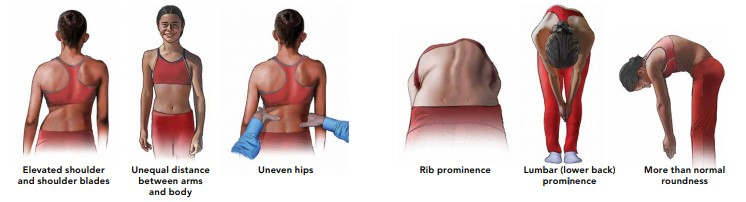 Elevated shoulder
and shoulder blades
Unequal distance
between arms
and body
Uneven hips
Rib prominence
Lumbar (lower back)
prominence
More than normal
roundness